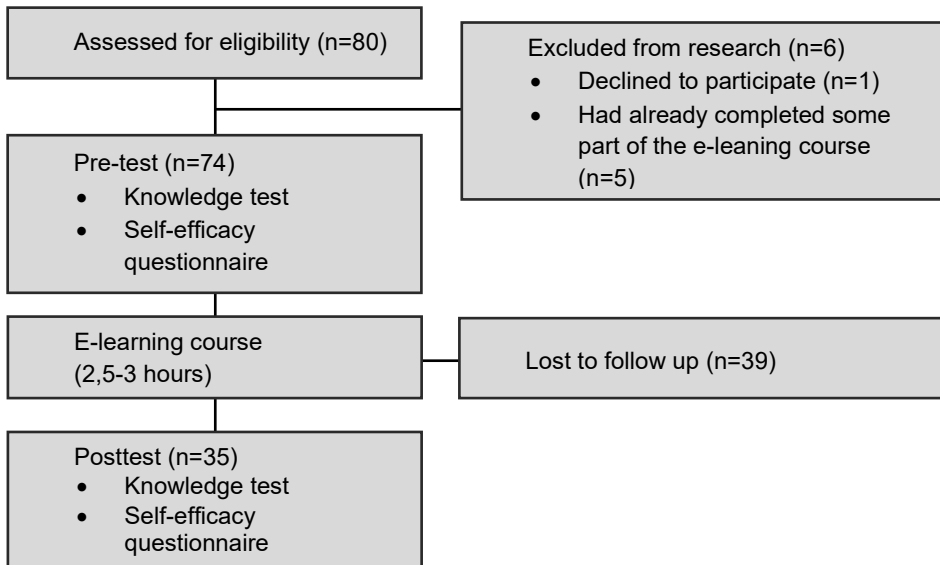 Assessed for eligibility (n=80)
Excluded from research (n=6)
• Declined to participate (n=1)
• Had already completed some
part of the e-leaning course
(n=5)
Pre-test (n=74)
• Knowledge test
• Self-efficacy
questionnaire
E-learning course
(2,5-3 hours)
Lost to follow up (n=39)
Posttest (n=35)
• Knowledge test
• Self-efficacy
questionnaire